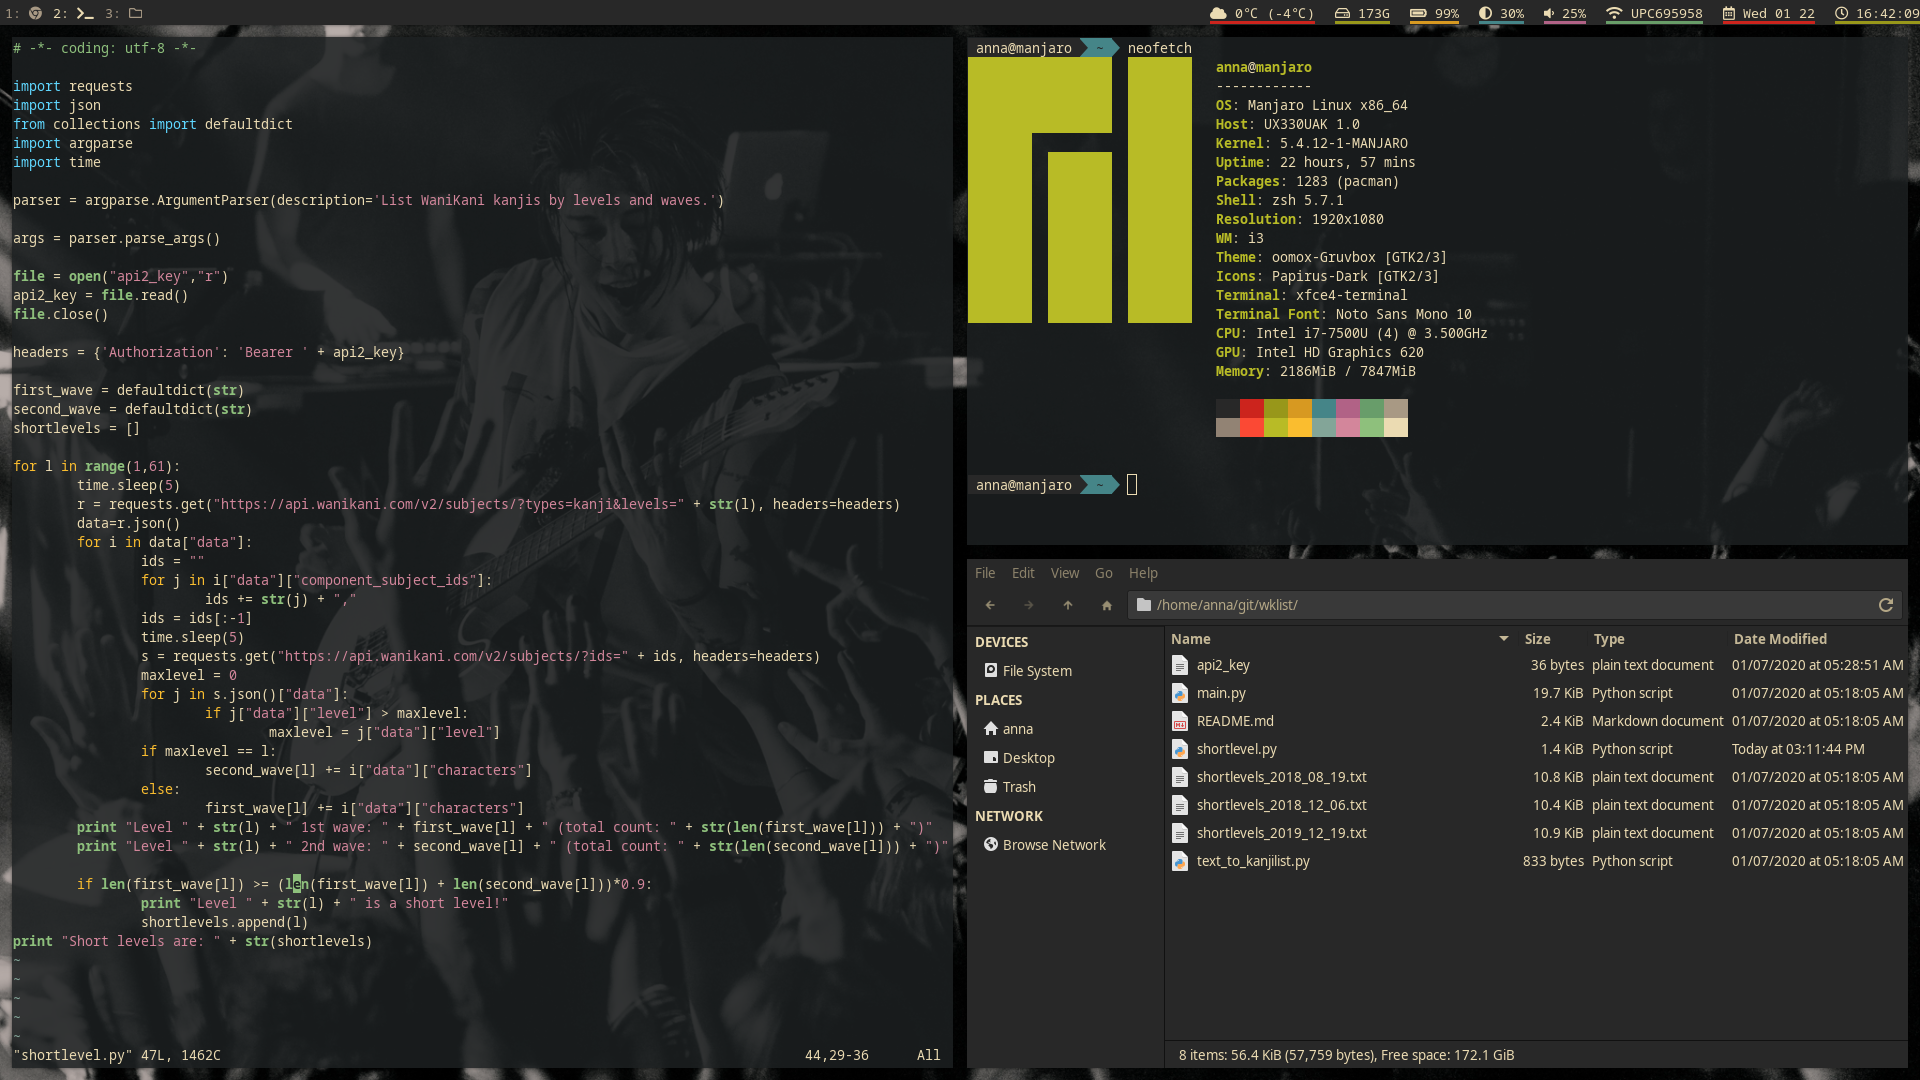 1: 2: 3: 0°C (-4°C) 173G 99% 30% 25% UPC695958 Wed 01 22 16:42:09
# -*- coding: utf-8 -*-
import requests
import json
from collections import defaultdict
import argparse
import time
parser = argparse.ArgumentParser(description='List WaniKani kanjis by levels and waves.')
args = parser.parse_args()
file = open("api2_key","r")
api2_key = file.read()
file.close()
headers = {'Authorization': 'Bearer ' + api2_key}
first_wave = defaultdict(str)
second_wave = defaultdict(str)
shortlevels = []
for l in range(1,61):
        time.sleep(5)
        r = requests.get("https://api.wanikani.com/v2/subjects/?types=kanji&levels=" + str(l), headers=headers)
        data=r.json()
        for i in data["data"]:
                ids = ""
                for j in i["data"]["component_subject_ids"]:
                        ids += str(j) + ","
                ids = ids[:-1]
                time.sleep(5)
                s = requests.get("https://api.wanikani.com/v2/subjects/?ids=" + ids, headers=headers)
                maxlevel = 0
                for j in s.json()["data"]:
                        if j["data"]["level"] > maxlevel:
                                maxlevel = j["data"]["level"]
                if maxlevel == l:
                        second_wave[l] += i["data"]["characters"]
                else:
                        first_wave[l] += i["data"]["characters"]
        print "Level " + str(l) + " 1st wave: " + first_wave[l] + " (total count: " + str(len(first_wave[l])) + ")"
        print "Level " + str(l) + " 2nd wave: " + second_wave[l] + " (total count: " + str(len(second_wave[l])) + ")"
        if len(first_wave[l]) >= (len(first_wave[l]) + len(second_wave[l]))*0.9:
                print "Level " + str(l) + " is a short level!"
                shortlevels.append(l)
print "Short levels are: " + str(shortlevels)
~
~
~
~
~
"shortlevel.py" 47L, 1462C 44,29-36 All
anna@manjaro ~ neofetch
anna@manjaro
------------
OS: Manjaro Linux x86_64
Host: UX330UAK 1.0
Kernel: 5.4.12-1-MANJARO
Uptime: 22 hours, 57 mins
Packages: 1283 (pacman)
Shell: zsh 5.7.1
Resolution: 1920x1080
WM: i3
Theme: oomox-Gruvbox [GTK2/3]
Icons: Papirus-Dark [GTK2/3]
Terminal: xfce4-terminal
Terminal Font: Noto Sans Mono 10
CPU: Intel i7-7500U (4) @ 3.500GHz
GPU: Intel HD Graphics 620
Memory: 2186MiB / 7847MiB
anna@manjaro ~
File Edit View Go Help
/home/anna/git/wklist/
DEVICES
File System
PLACES
anna
Desktop
Trash
NETWORK
Browse Network
Name Size Type Date Modified
api2_key 36 bytes plain text document 01/07/2020 at 05:28:51 AM
main.py 19.7 KiB Python script 01/07/2020 at 05:18:05 AM
README.md 2.4 KiB Markdown document 01/07/2020 at 05:18:05 AM
shortlevel.py 1.4 KiB Python script Today at 03:11:44 PM
shortlevels_2018_08_19.txt 10.8 KiB plain text document 01/07/2020 at 05:18:05 AM
shortlevels_2018_12_06.txt 10.4 KiB plain text document 01/07/2020 at 05:18:05 AM
shortlevels_2019_12_19.txt 10.9 KiB plain text document 01/07/2020 at 05:18:05 AM
text_to_kanjilist.py 833 bytes Python script 01/07/2020 at 05:18:05 AM
8 items: 56.4 KiB (57,759 bytes), Free space: 172.1 GiB